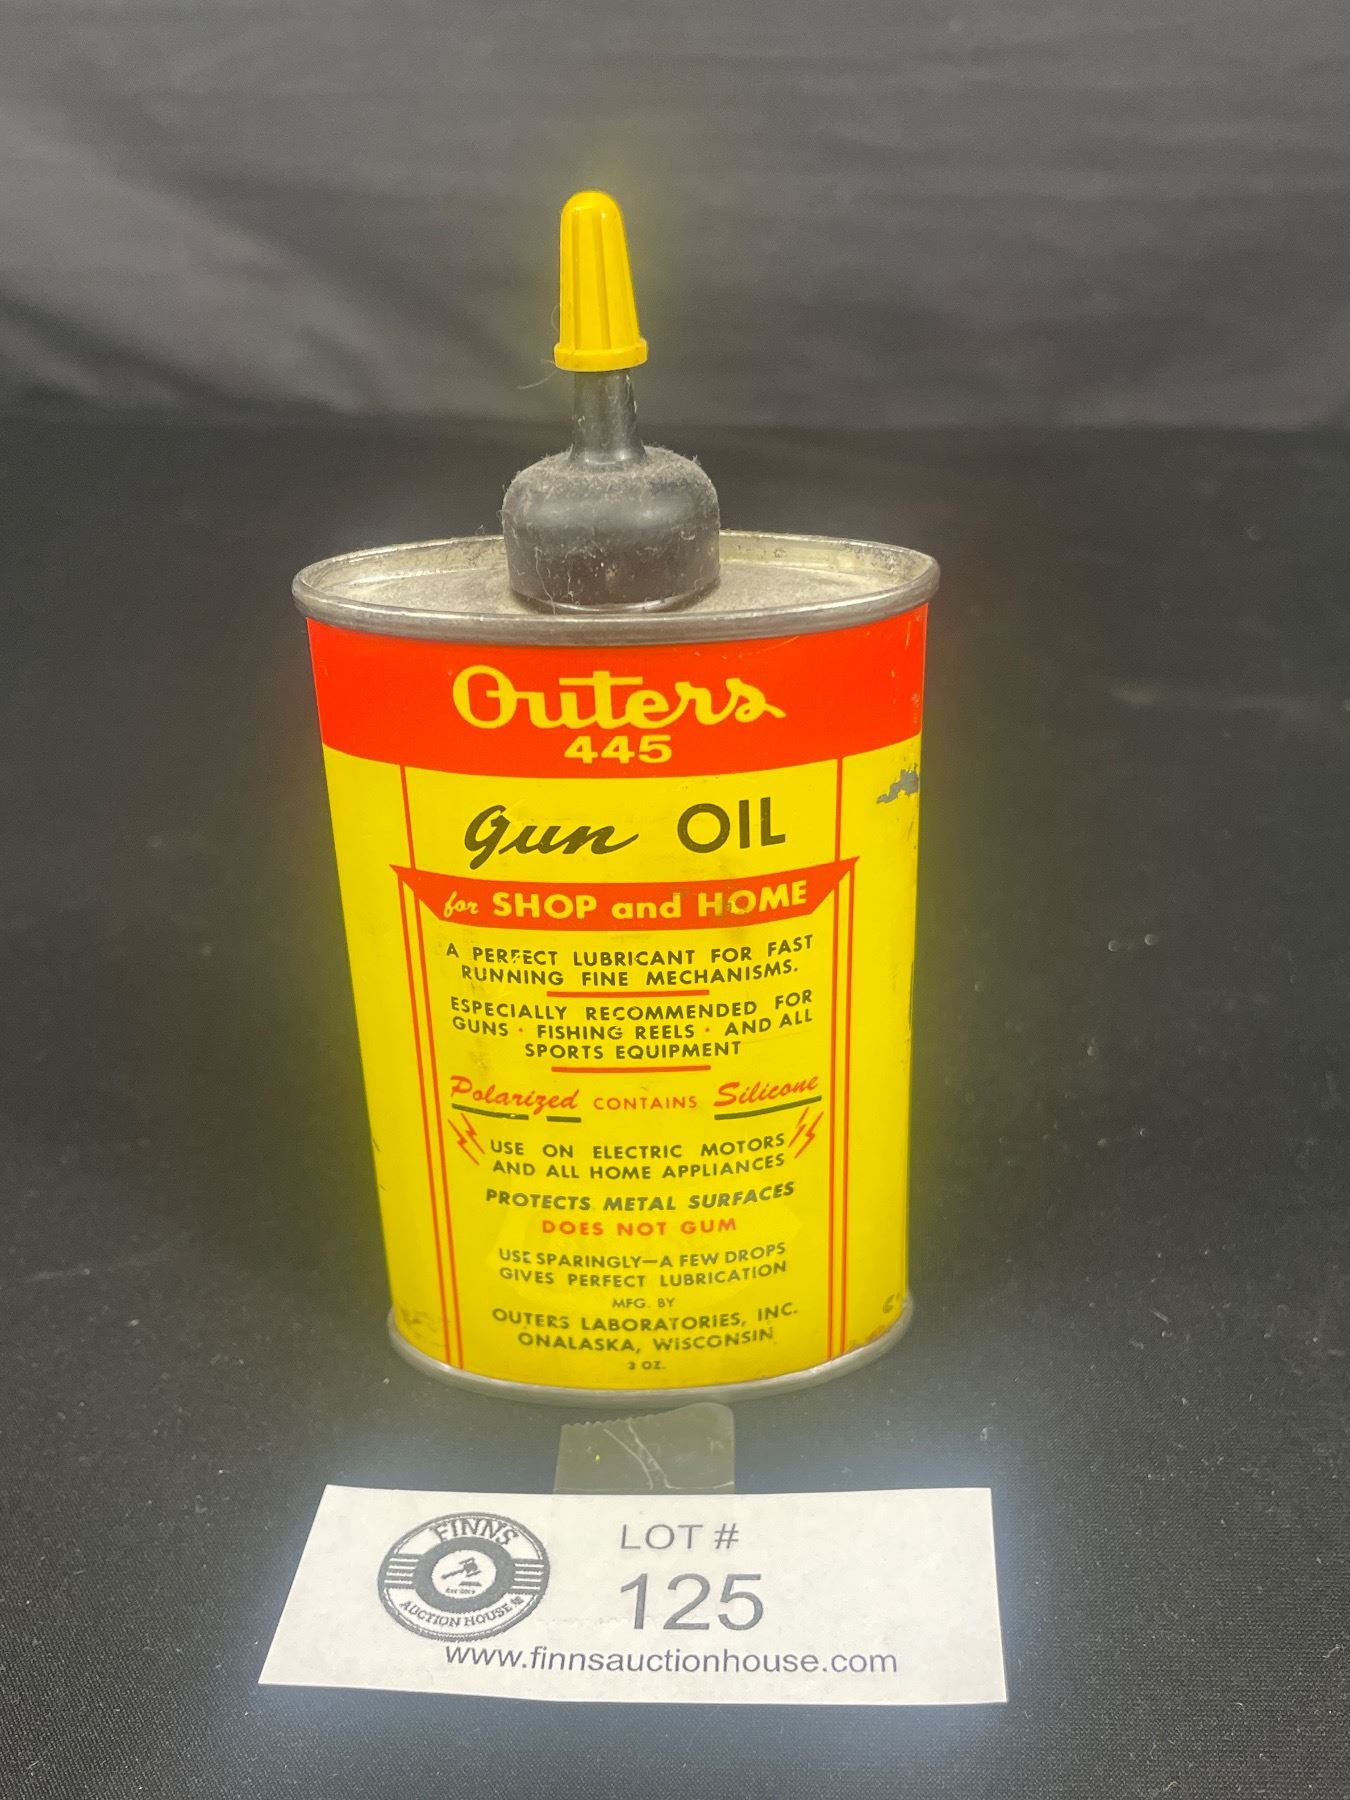 Outers
445
Gun OIL
for SHOP and HOME
A PERFECT LUBRICANT FOR FAST
RUNNING FINE MECHANISMS.
ESPECIALLY RECOMMENDED FOR
GUNS · FISHING REELS · AND ALL
SPORTS EQUIPMENT
Polarized CONTAINS Silicone
USE ON ELECTRIC MOTORS
AND ALL HOME APPLIANCES
PROTECTS METAL SURFACES
DOES NOT GUM
USE SPARINGLY—A FEW DROPS
GIVES PERFECT LUBRICATION
MFG. BY
OUTERS LABORATORIES, INC.
ONALASKA, WISCONSIN
3 OZ.
FINNS
AUCTION HOUSE
LOT #
125
www.finnsauctionhouse.com